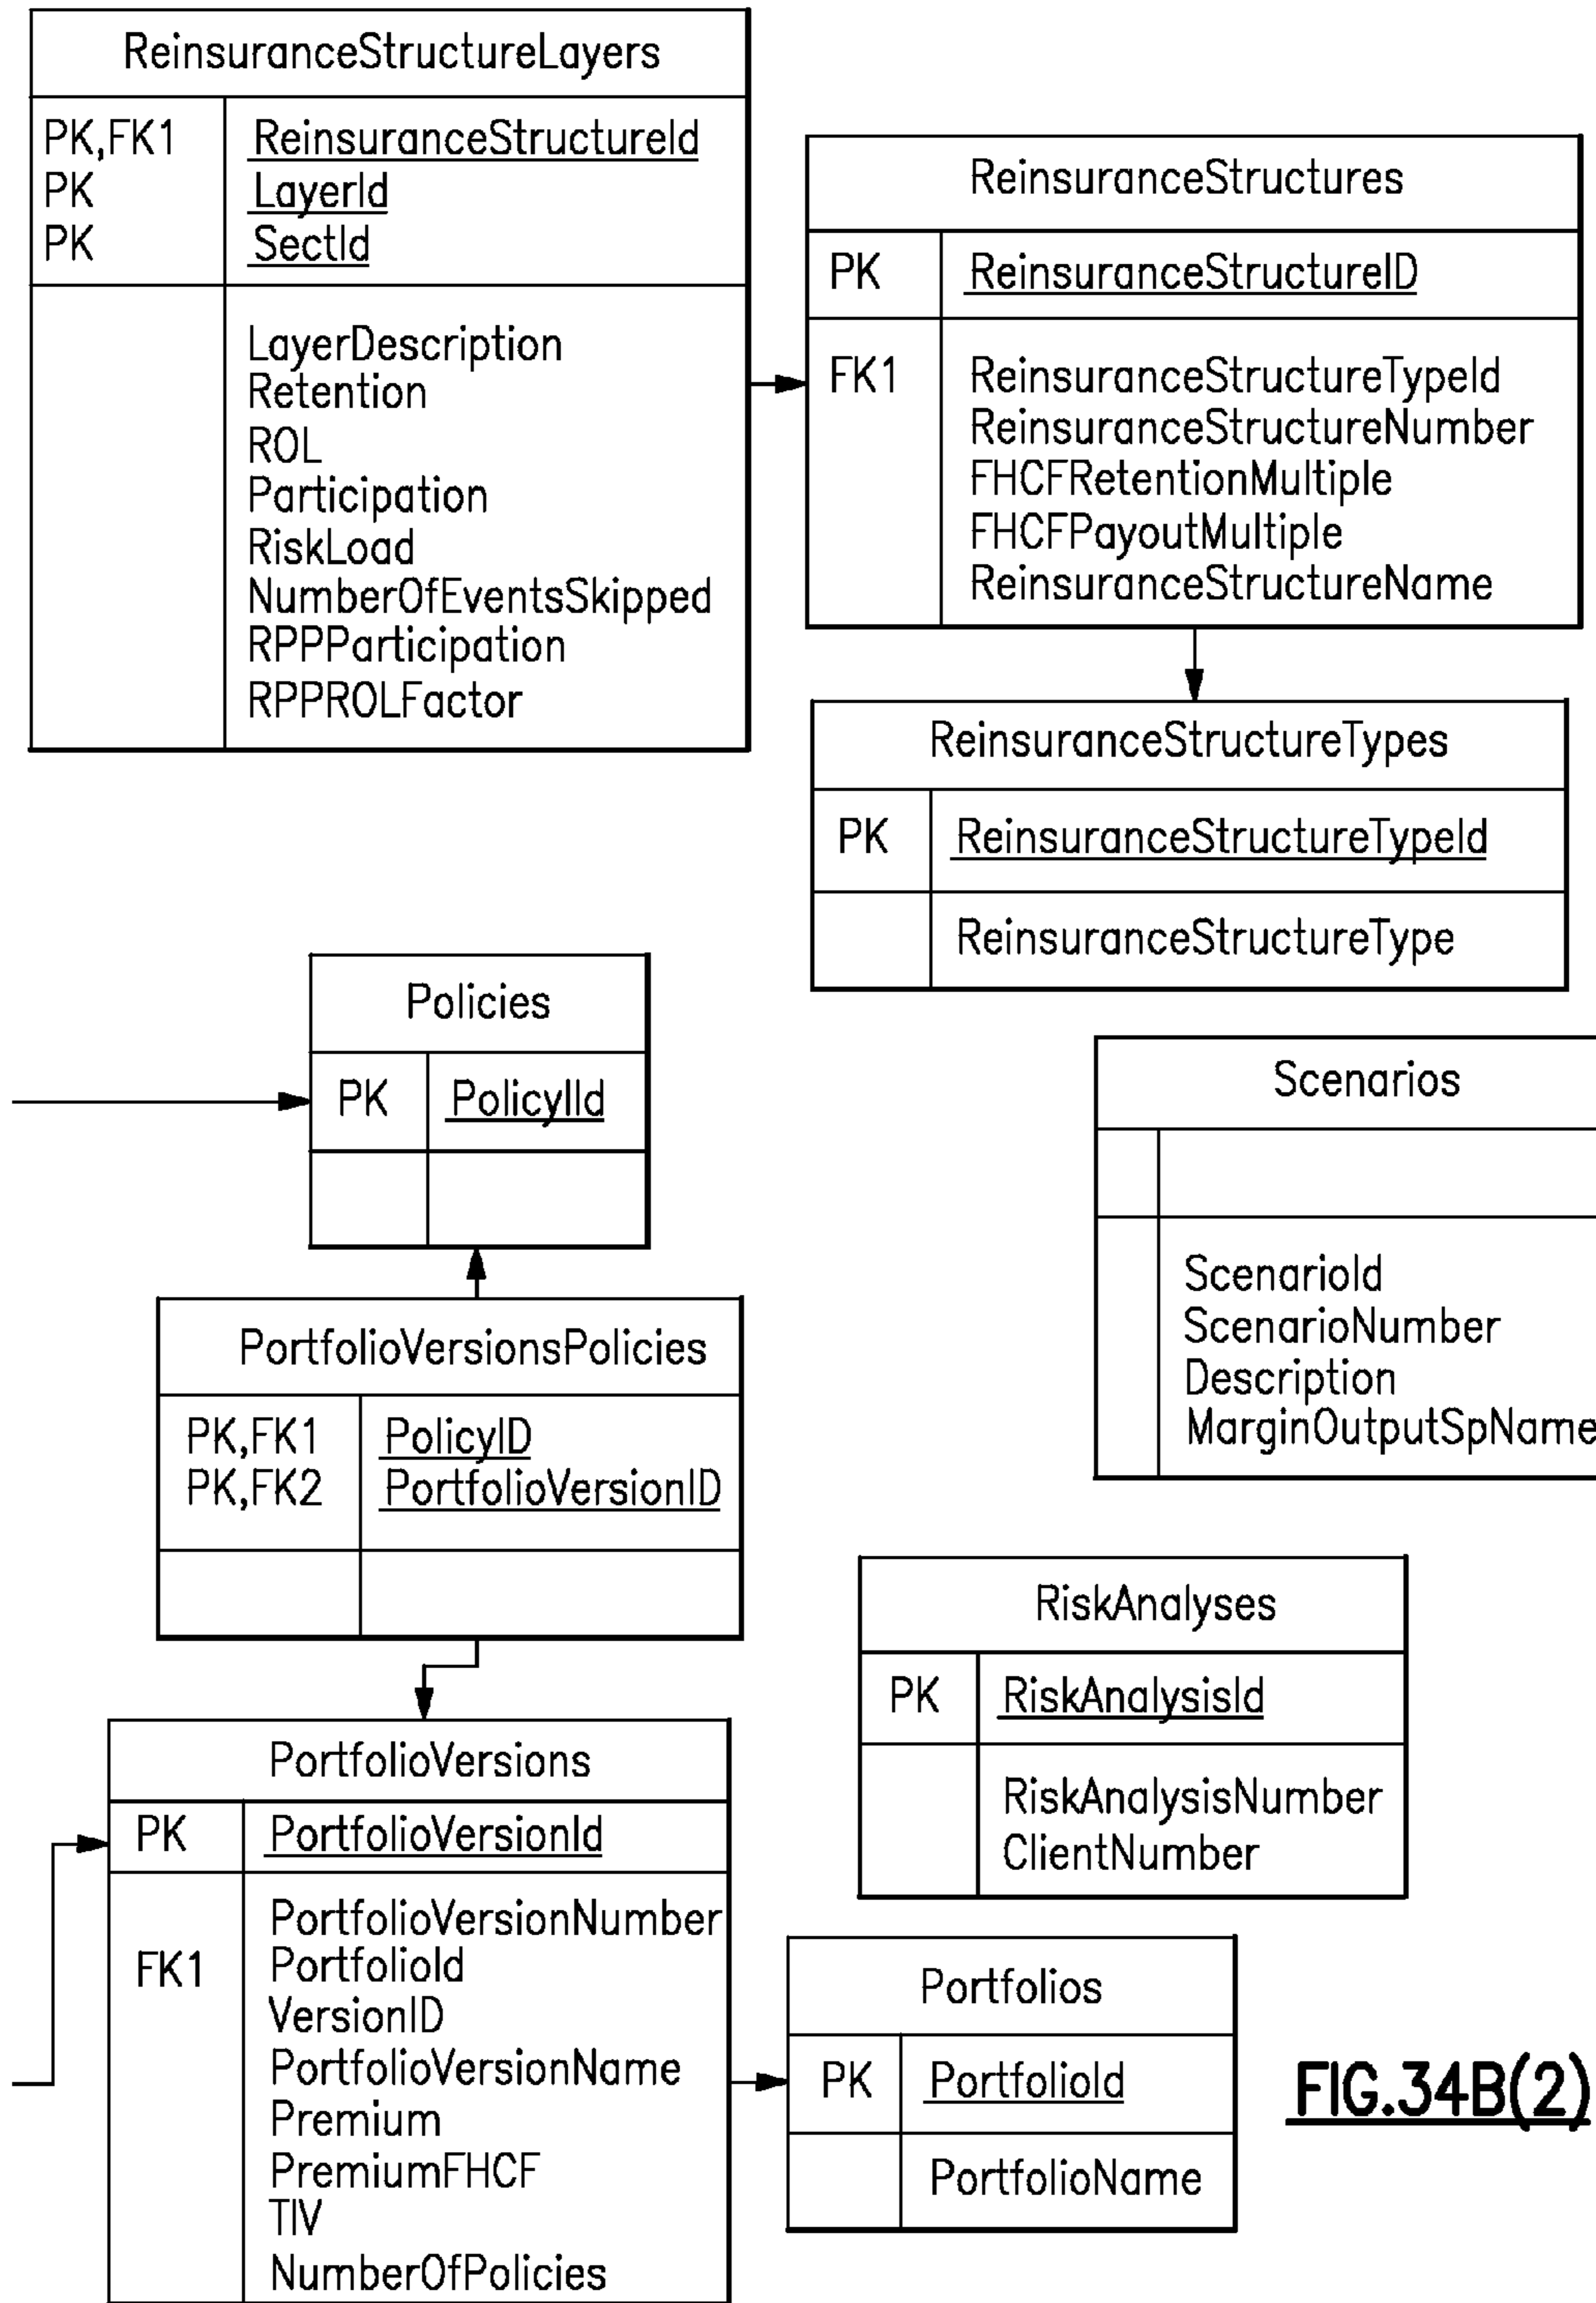 ReinsuranceStructureLayers
PK,FK1 ReinsuranceStructureId
PK LayerId
PK SectId
LayerDescription
Retention
ROL
Participation
RiskLoad
NumberOfEventsSkipped
RPPParticipation
RPPROLFactor
ReinsuranceStructures
PK ReinsuranceStructureID
FK1 ReinsuranceStructureTypeId
ReinsuranceStructureNumber
FHCFRetentionMultiple
FHCFPayoutMultiple
ReinsuranceStructureName
ReinsuranceStructureTypes
PK ReinsuranceStructureTypeId
ReinsuranceStructureType
Policies
PK PolicyIId
Scenarios
ScenarioId
ScenarioNumber
Description
MarginOutputSpName
PortfolioVersionsPolicies
PK,FK1 PolicyID
PK,FK2 PortfolioVersionID
RiskAnalyses
PK RiskAnalysisId
RiskAnalysisNumber
ClientNumber
PortfolioVersions
PK PortfolioVersionId
PortfolioVersionNumber
FK1 PortfolioId
VersionID
PortfolioVersionName
Premium
PremiumFHCF
TIV
NumberOfPolicies
Portfolios
PK PortfolioId
PortfolioName
FIG.34B(2)